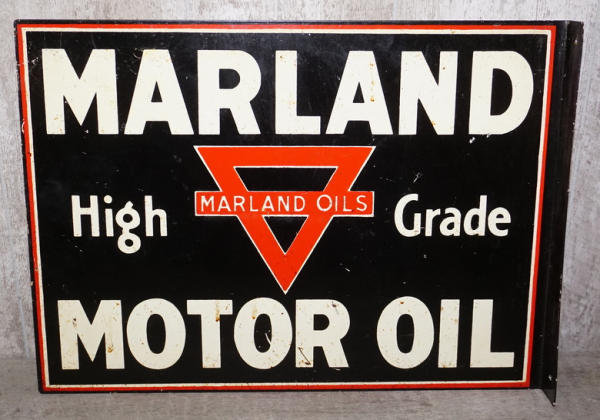 MARLAND
MARLAND OILS
High Grade
MOTOR OIL